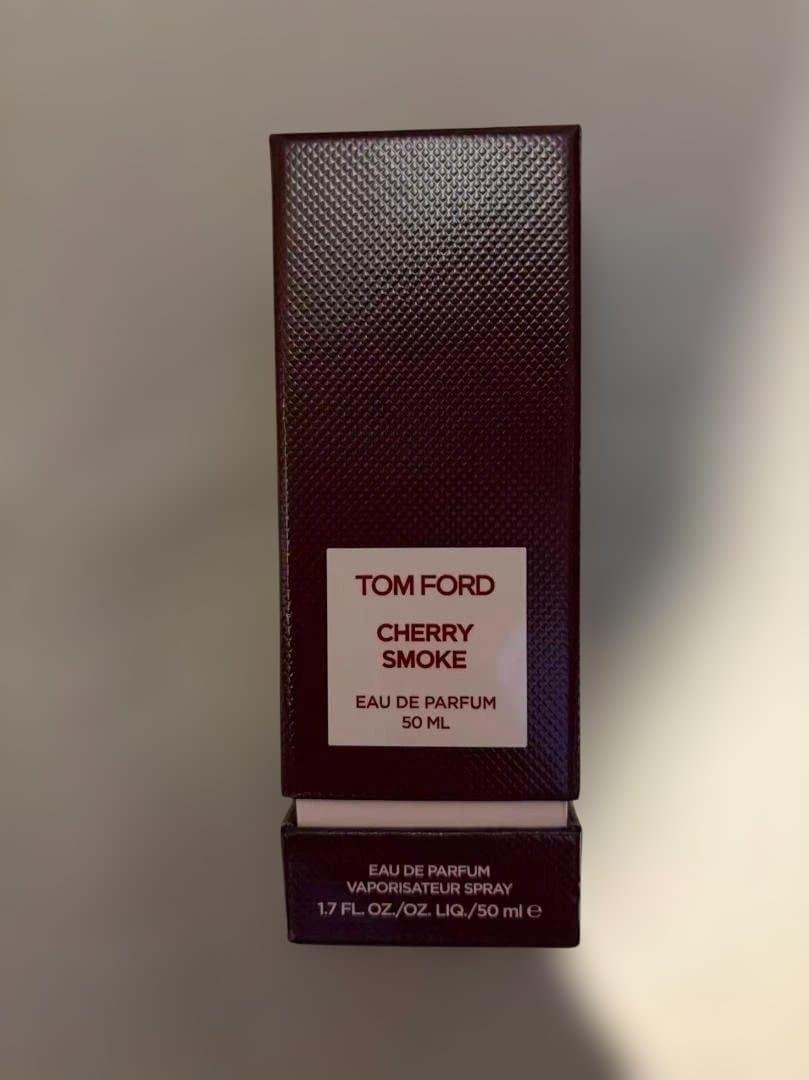 TOM FORD
CHERRY
SMOKE
EAU DE PARFUM
50 ML
EAU DE PARFUM
VAPORISATEUR SPRAY
1.7 FL. OZ./OZ. LIQ./50 ml ℮